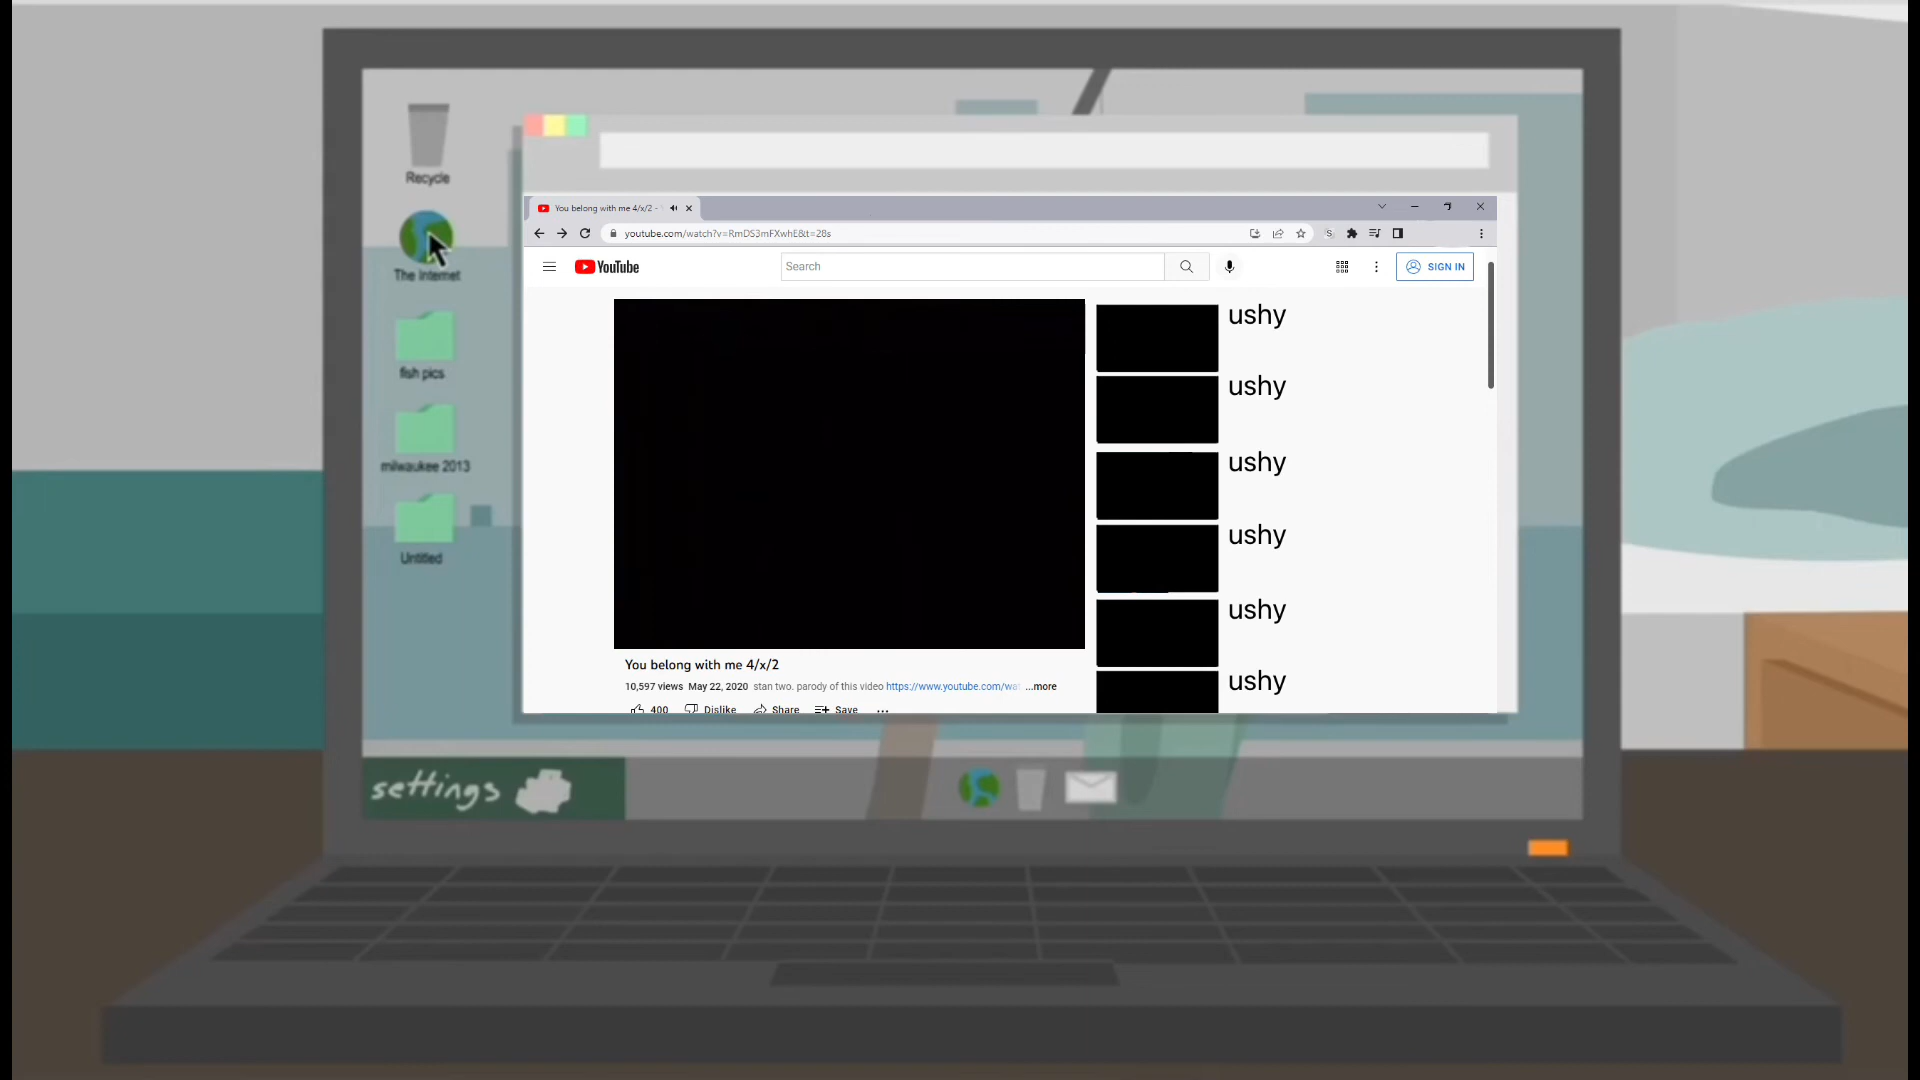 Recycle
The Internet
fish pics
milwaukee 2013
Untitled
You belong with me 4/x/2 -
youtube.com/watch?v=RmDS3mFXwhE&t=28s
YouTube
Search
SIGN IN
ushy
ushy
ushy
ushy
ushy
ushy
You belong with me 4/x/2
10,597 views May 22, 2020 stan two. parody of this video https://www.youtube.com/wat ...more
400 Dislike Share Save ...
settings